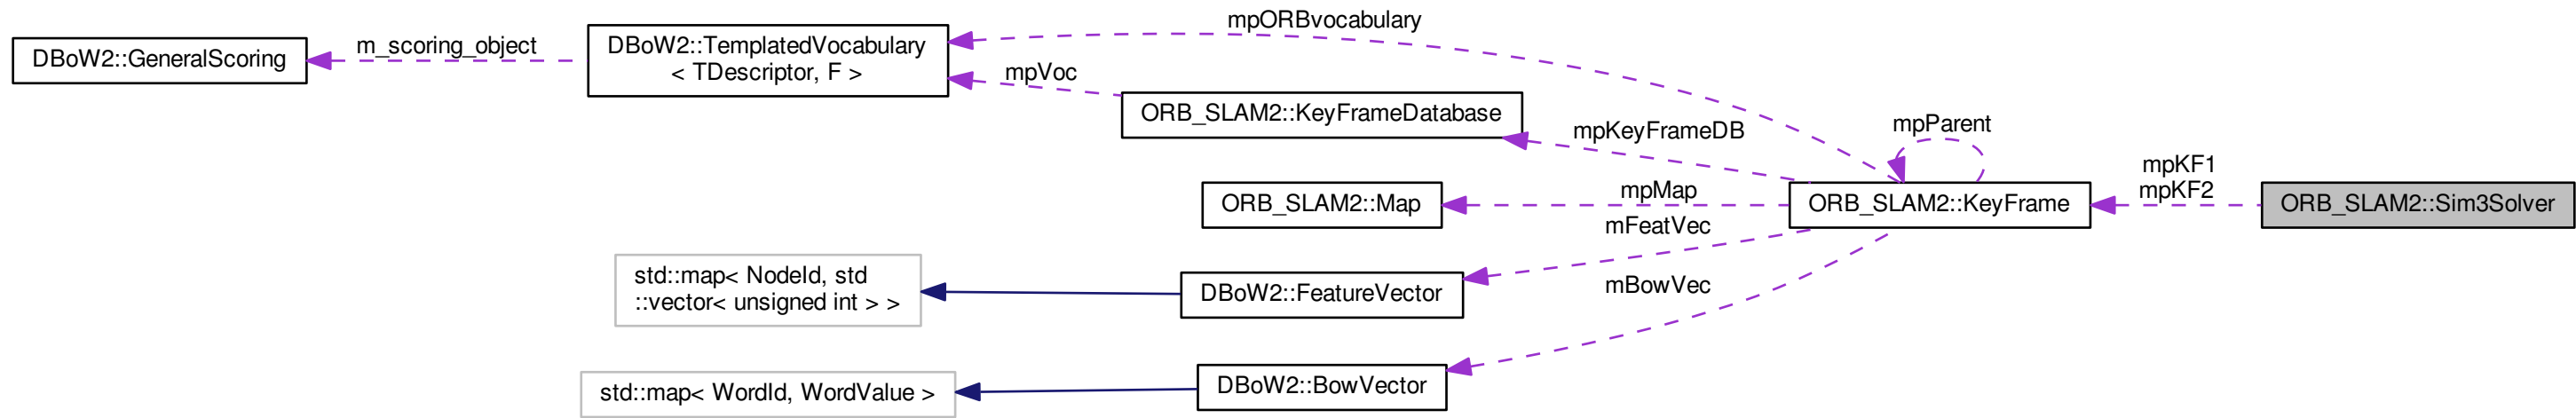 mpORBvocabulary
DBoW2::GeneralScoring
m_scoring_object
DBoW2::TemplatedVocabulary
< TDescriptor, F >
mpVoc
ORB_SLAM2::KeyFrameDatabase
mpKeyFrameDB
mpParent
mpKF1
mpKF2
ORB_SLAM2::Map
mpMap
ORB_SLAM2::KeyFrame
ORB_SLAM2::Sim3Solver
mFeatVec
std::map< NodeId, std
::vector< unsigned int > >
DBoW2::FeatureVector
mBowVec
std::map< WordId, WordValue >
DBoW2::BowVector